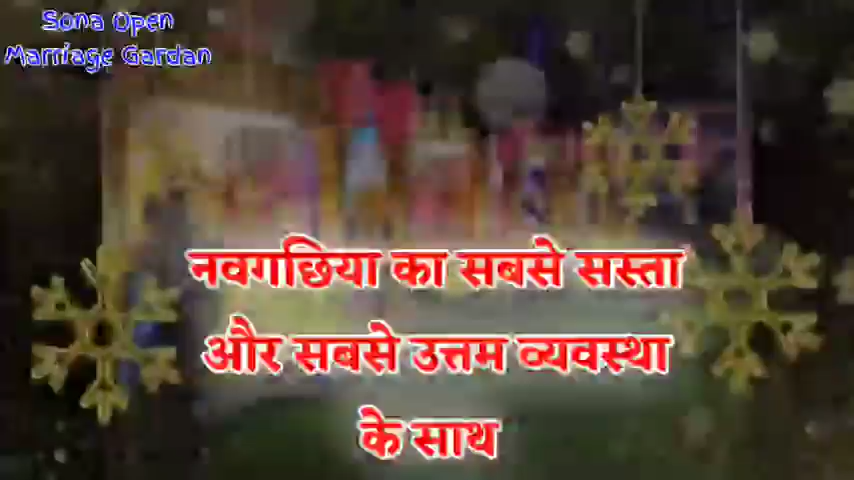 Sona Open
Marriage Gardan
नवगछिया का सबसे सस्ता
और सबसे उत्तम व्यवस्था
के साथ